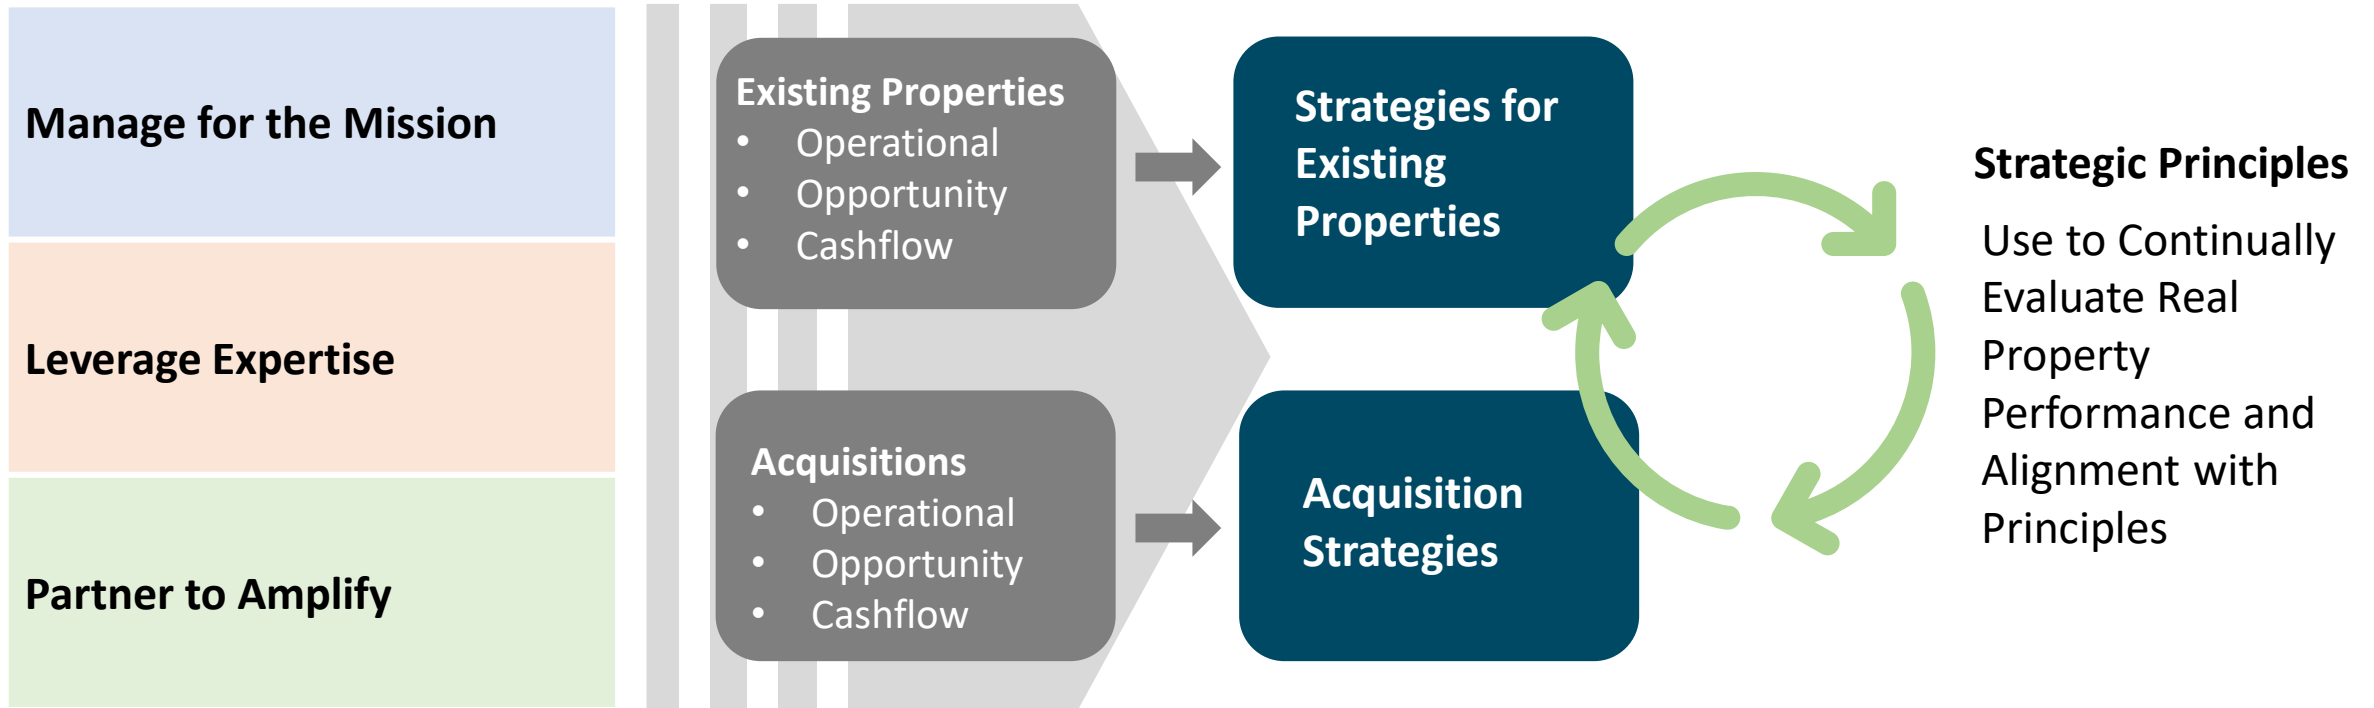 Manage for the Mission
Leverage Expertise
Partner to Amplify
Existing Properties
• Operational
• Opportunity
• Cashflow
Acquisitions
• Operational
• Opportunity
• Cashflow
Strategies for
Existing
Properties
Acquisition
Strategies
Strategic Principles
Use to Continually
Evaluate Real
Property
Performance and
Alignment with
Principles